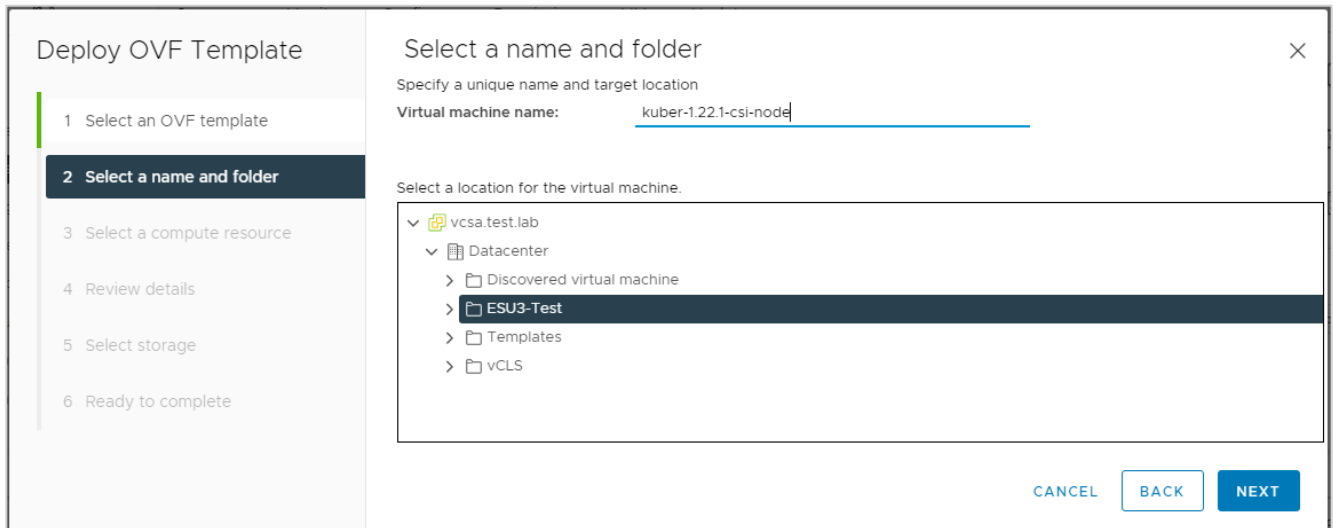 Deploy OVF Template
1 Select an OVF template
2 Select a name and folder
3 Select a compute resource
4 Review details
5 Select storage
6 Ready to complete
Select a name and folder
Specify a unique name and target location
Virtual machine name: kuber-1.22.1-csi-node
Select a location for the virtual machine.
vcsa.test.lab
Datacenter
Discovered virtual machine
ESU3-Test
Templates
vCLS
CANCEL BACK NEXT